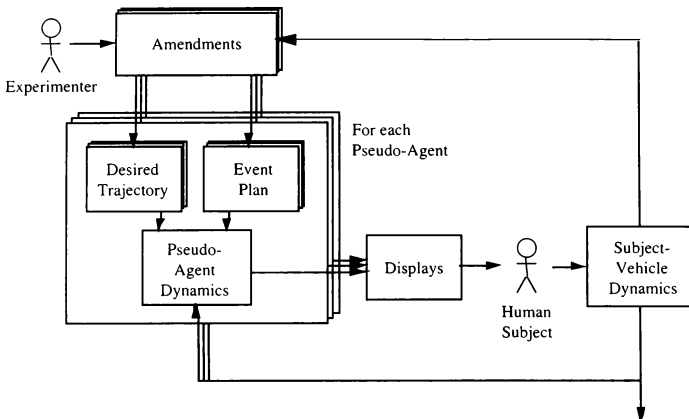 Amendments
Experimenter
For each
Pseudo-Agent
Desired
Trajectory
Event
Plan
Pseudo-
Agent
Dynamics
Displays
Human
Subject
Subject-
Vehicle
Dynamics